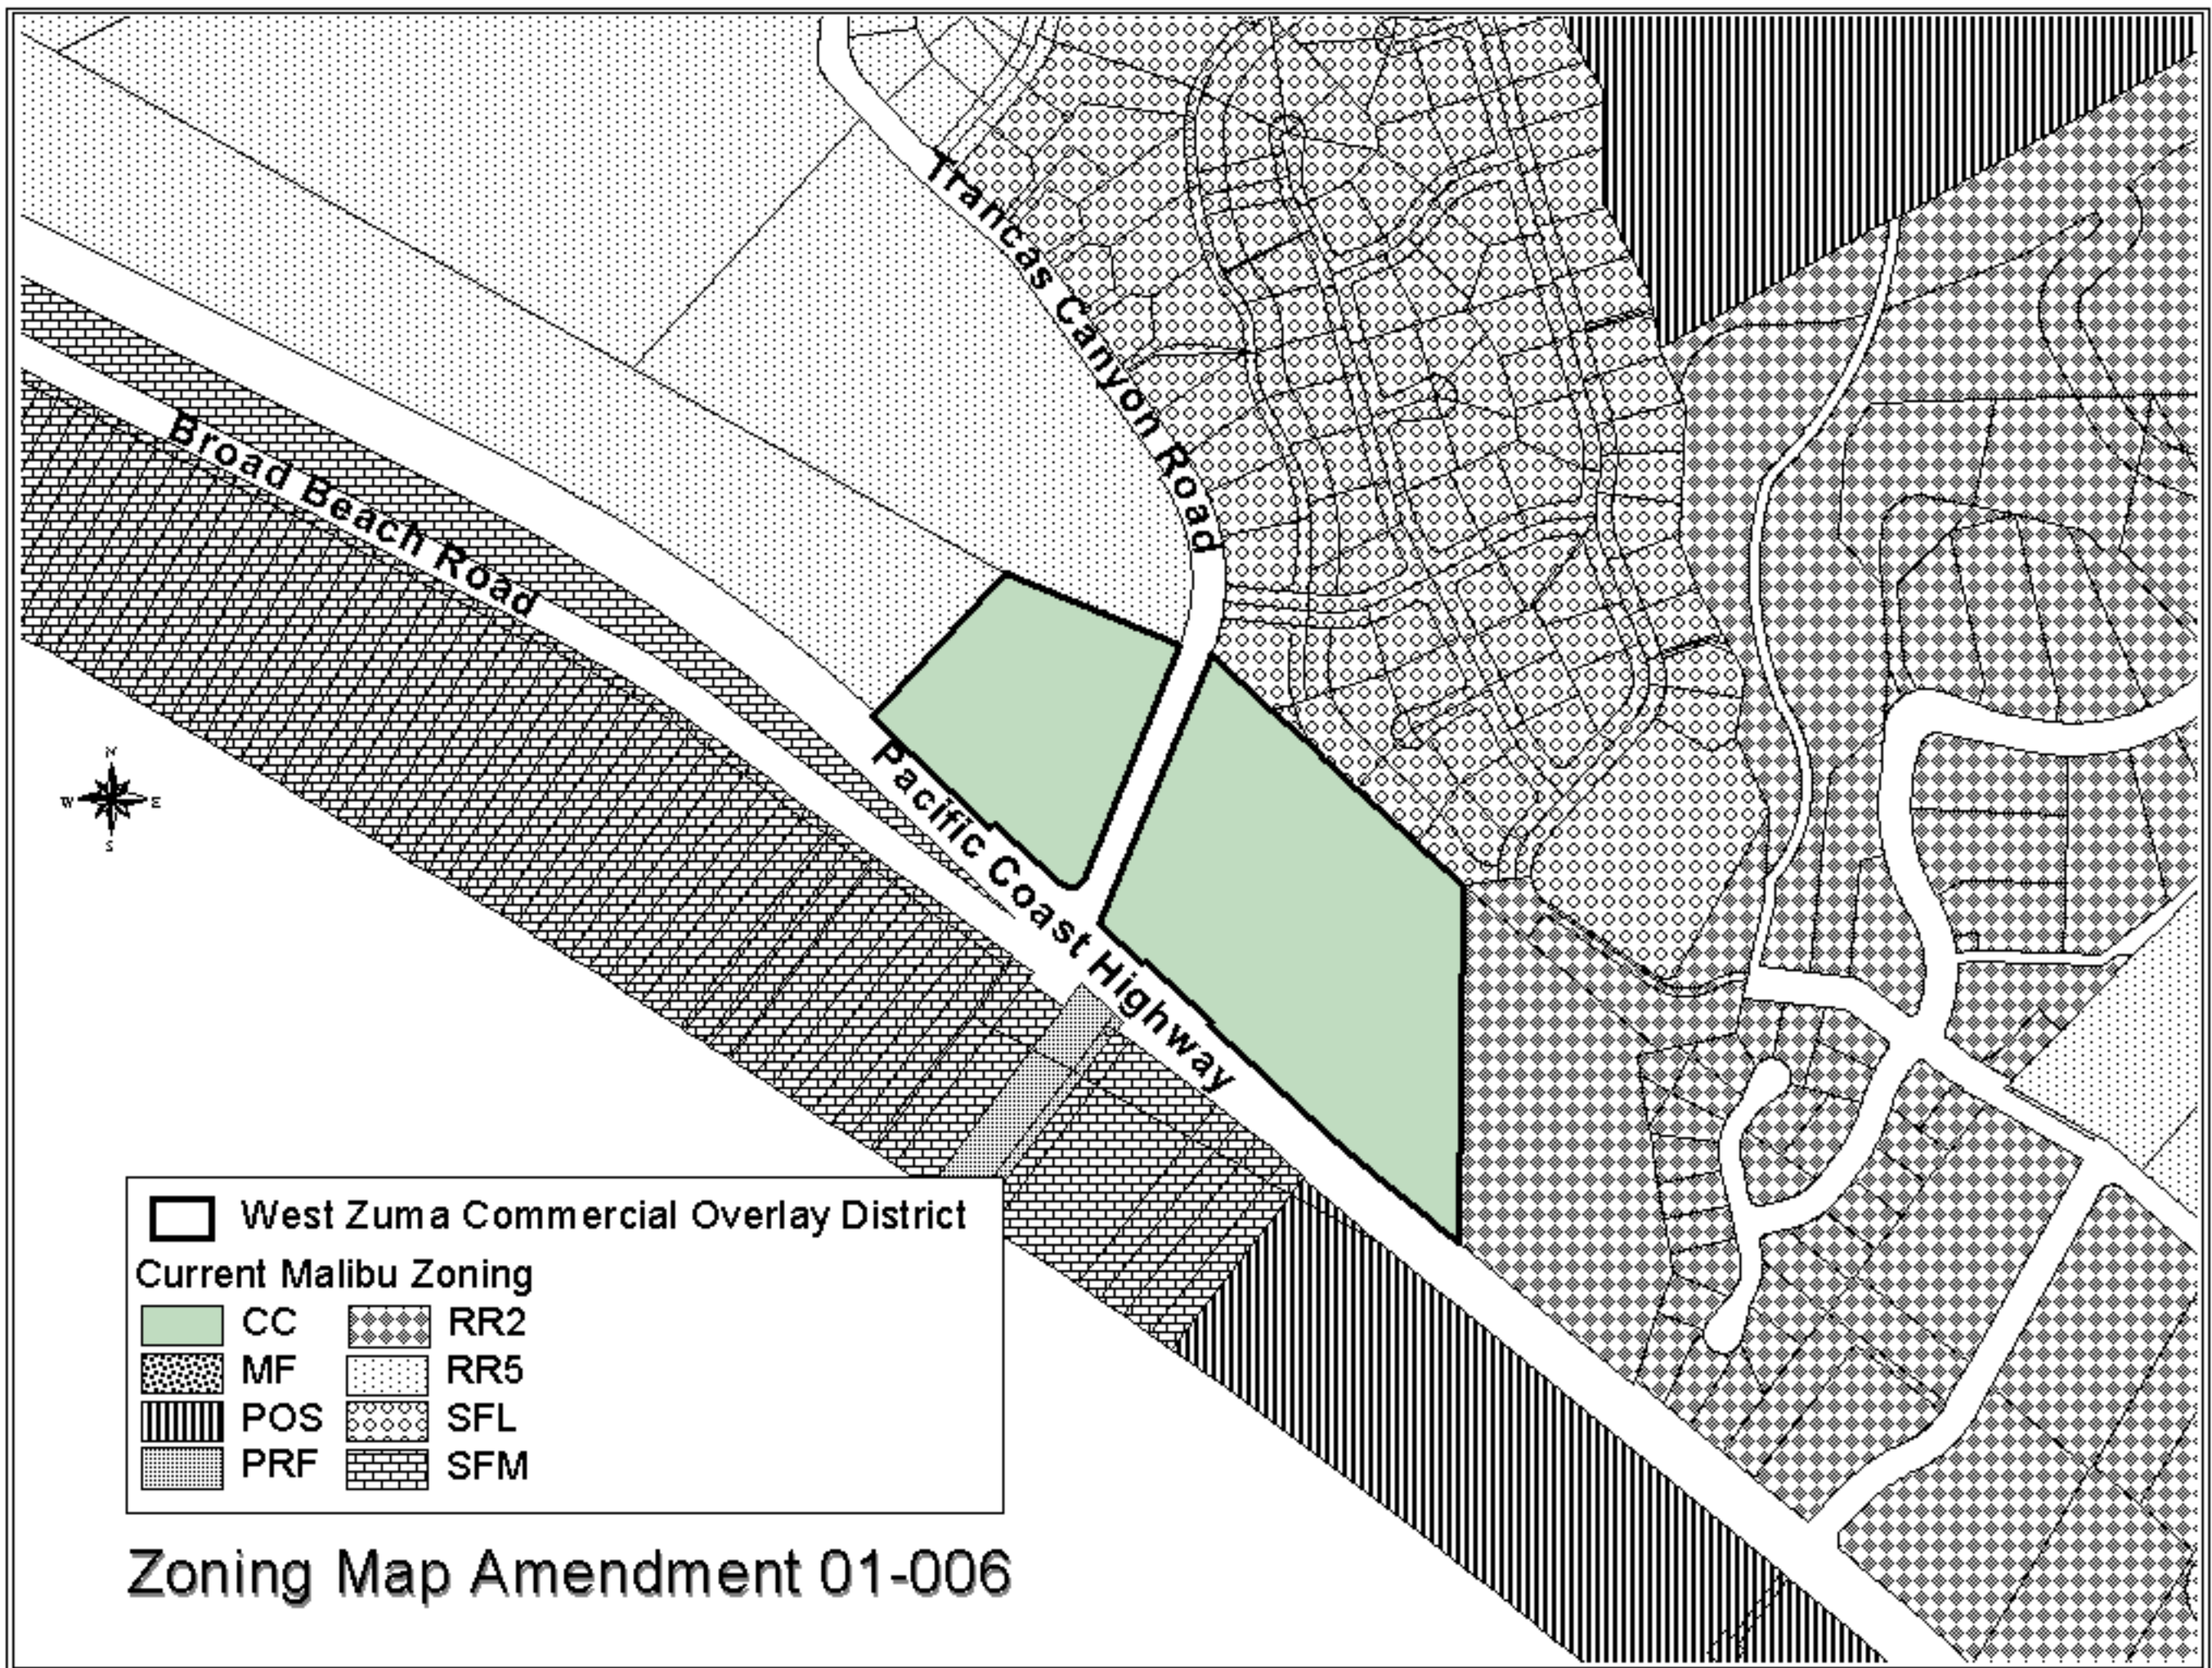 Trancas Canyon Road
Broad Beach Road
Pacific Coast Highway
N
W E
S
West Zuma Commercial Overlay District
Current Malibu Zoning
CC RR2
MF RR5
POS SFL
PRF SFM
Zoning Map Amendment 01-006